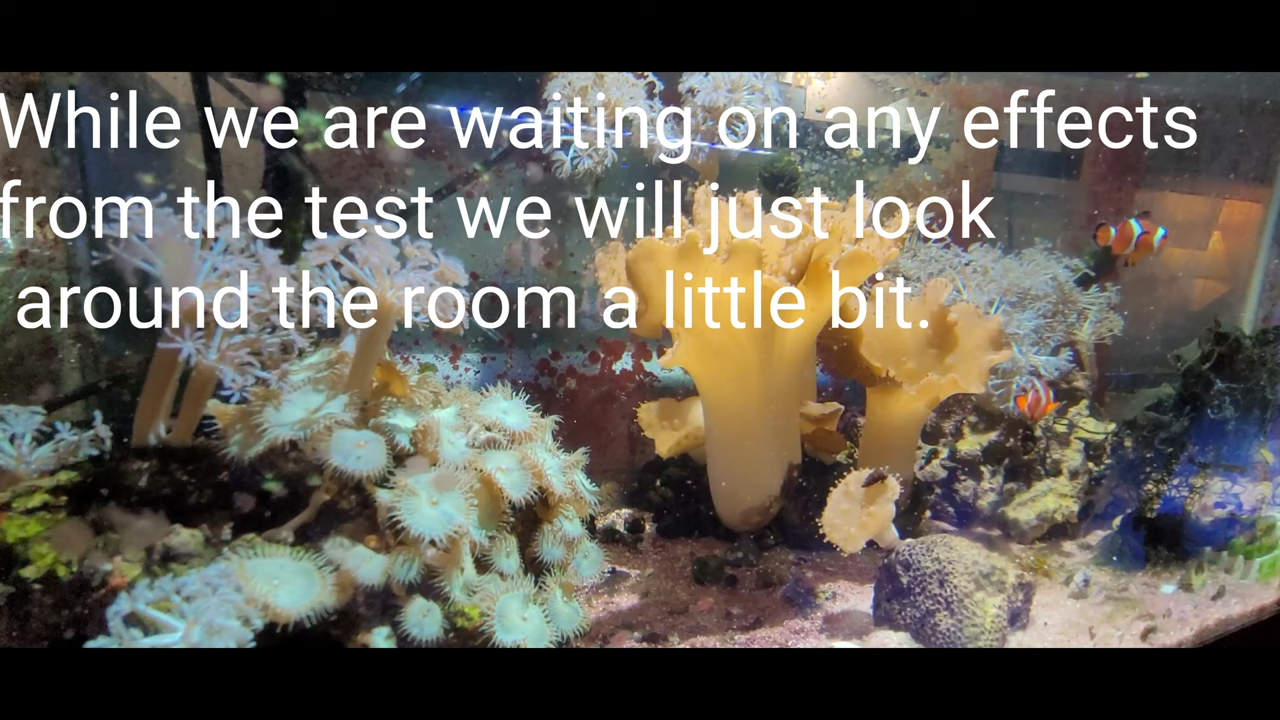 While we are waiting on any effects
from the test we will just look
around the room a little bit.